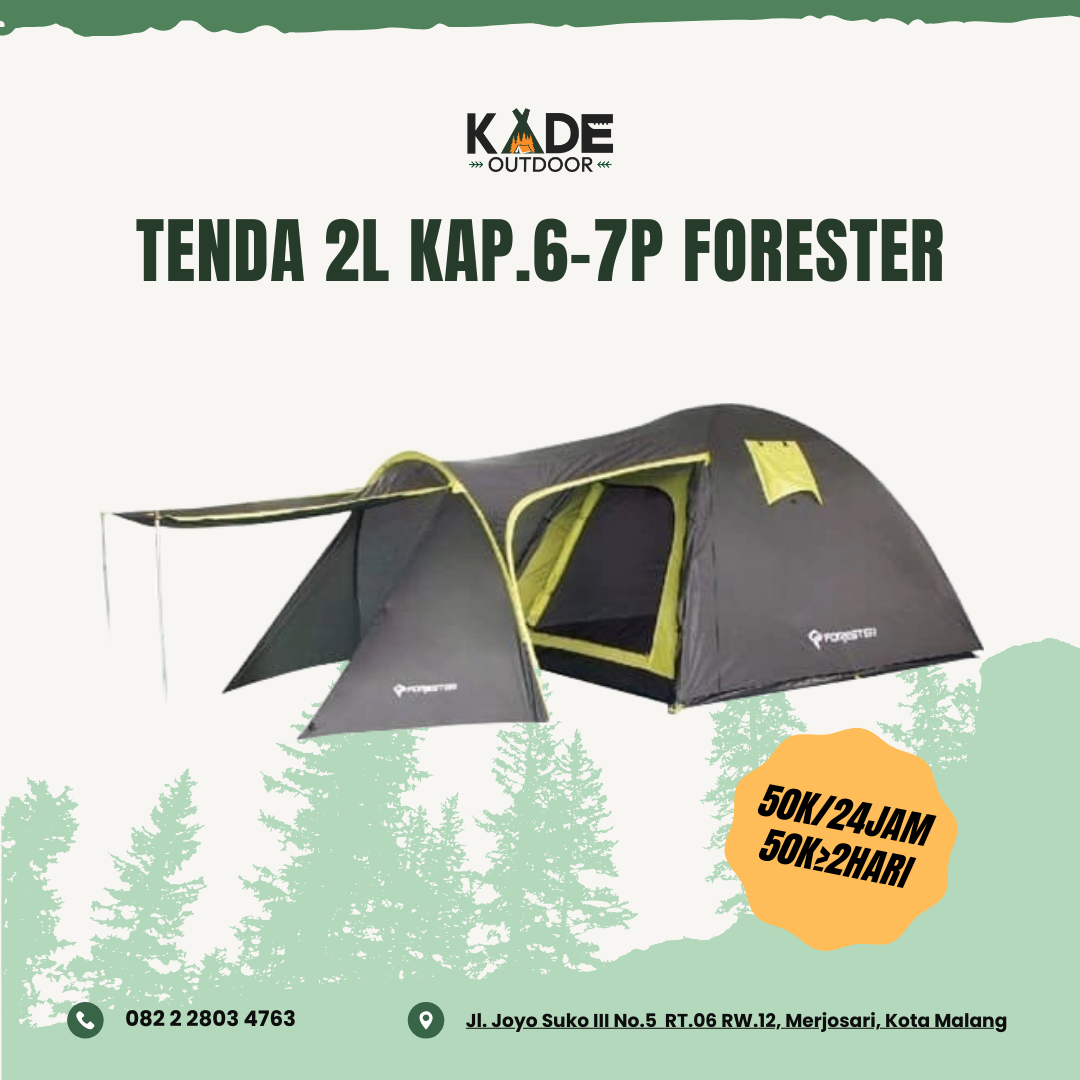 KADE
OUTDOOR
TENDA 2L KAP.6-7P FORESTER
FORESTER
FORESTER
50K/24JAM
50K≥2HARI
082 2 2803 4763
Jl. Joyo Suko III No.5 RT.06 RW.12, Merjosari, Kota Malang